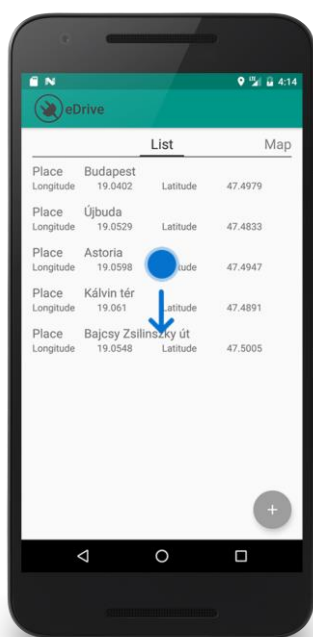 4:14
eDrive
List Map
Place Budapest
Longitude 19.0402 Latitude 47.4979
Place Újbuda
Longitude 19.0529 Latitude 47.4833
Place Astoria
Longitude 19.0598 47.4947
Place Kálvin tér
Longitude 19.061 Latitude 47.4891
Place Bajcsy Zsilinszky út
Longitude 19.0548 Latitude 47.5005
+